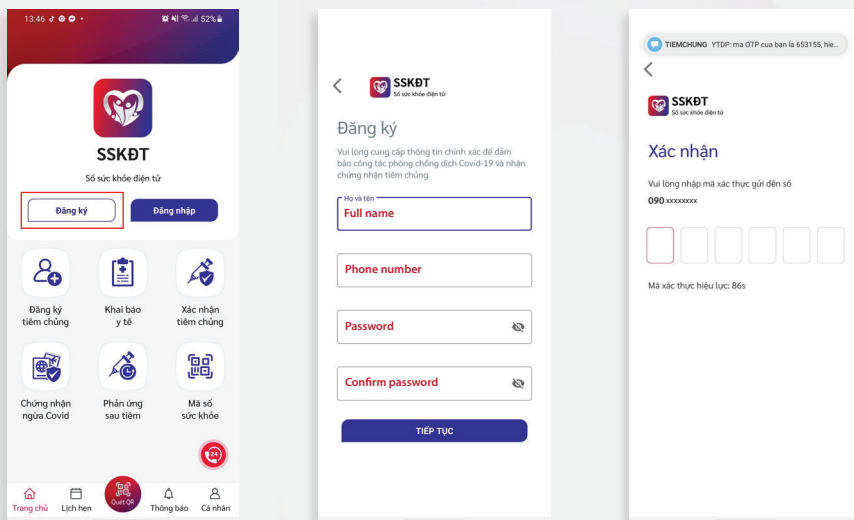 13:46
52%
SSKĐT
Sổ sức khỏe điện tử
Đăng ký
Đăng nhập
Đăng ký
tiêm chủng
Khai báo
y tế
Xác nhận
tiêm chủng
Chứng nhận
ngừa Covid
Phản ứng
sau tiêm
Mã số
sức khỏe
24
Trang chủ
Lịch hẹn
Quét QR
Thông báo
Cá nhân
SSKĐT
Sổ sức khỏe điện tử
Đăng ký
Vui lòng cung cấp thông tin chính xác để đảm
bảo công tác phòng chống dịch Covid-19 và nhận
chứng nhận tiêm chủng
Họ và tên
Full name
Phone number
Password
Confirm password
TIẾP TỤC
TIEMCHUNG YTDP: ma OTP cua ban la 653155, hie...
SSKĐT
Sổ sức khỏe điện tử
Xác nhận
Vui lòng nhập mã xác thực gửi đến số
090 xxxxxxxx
Mã xác thực hiệu lực: 86s